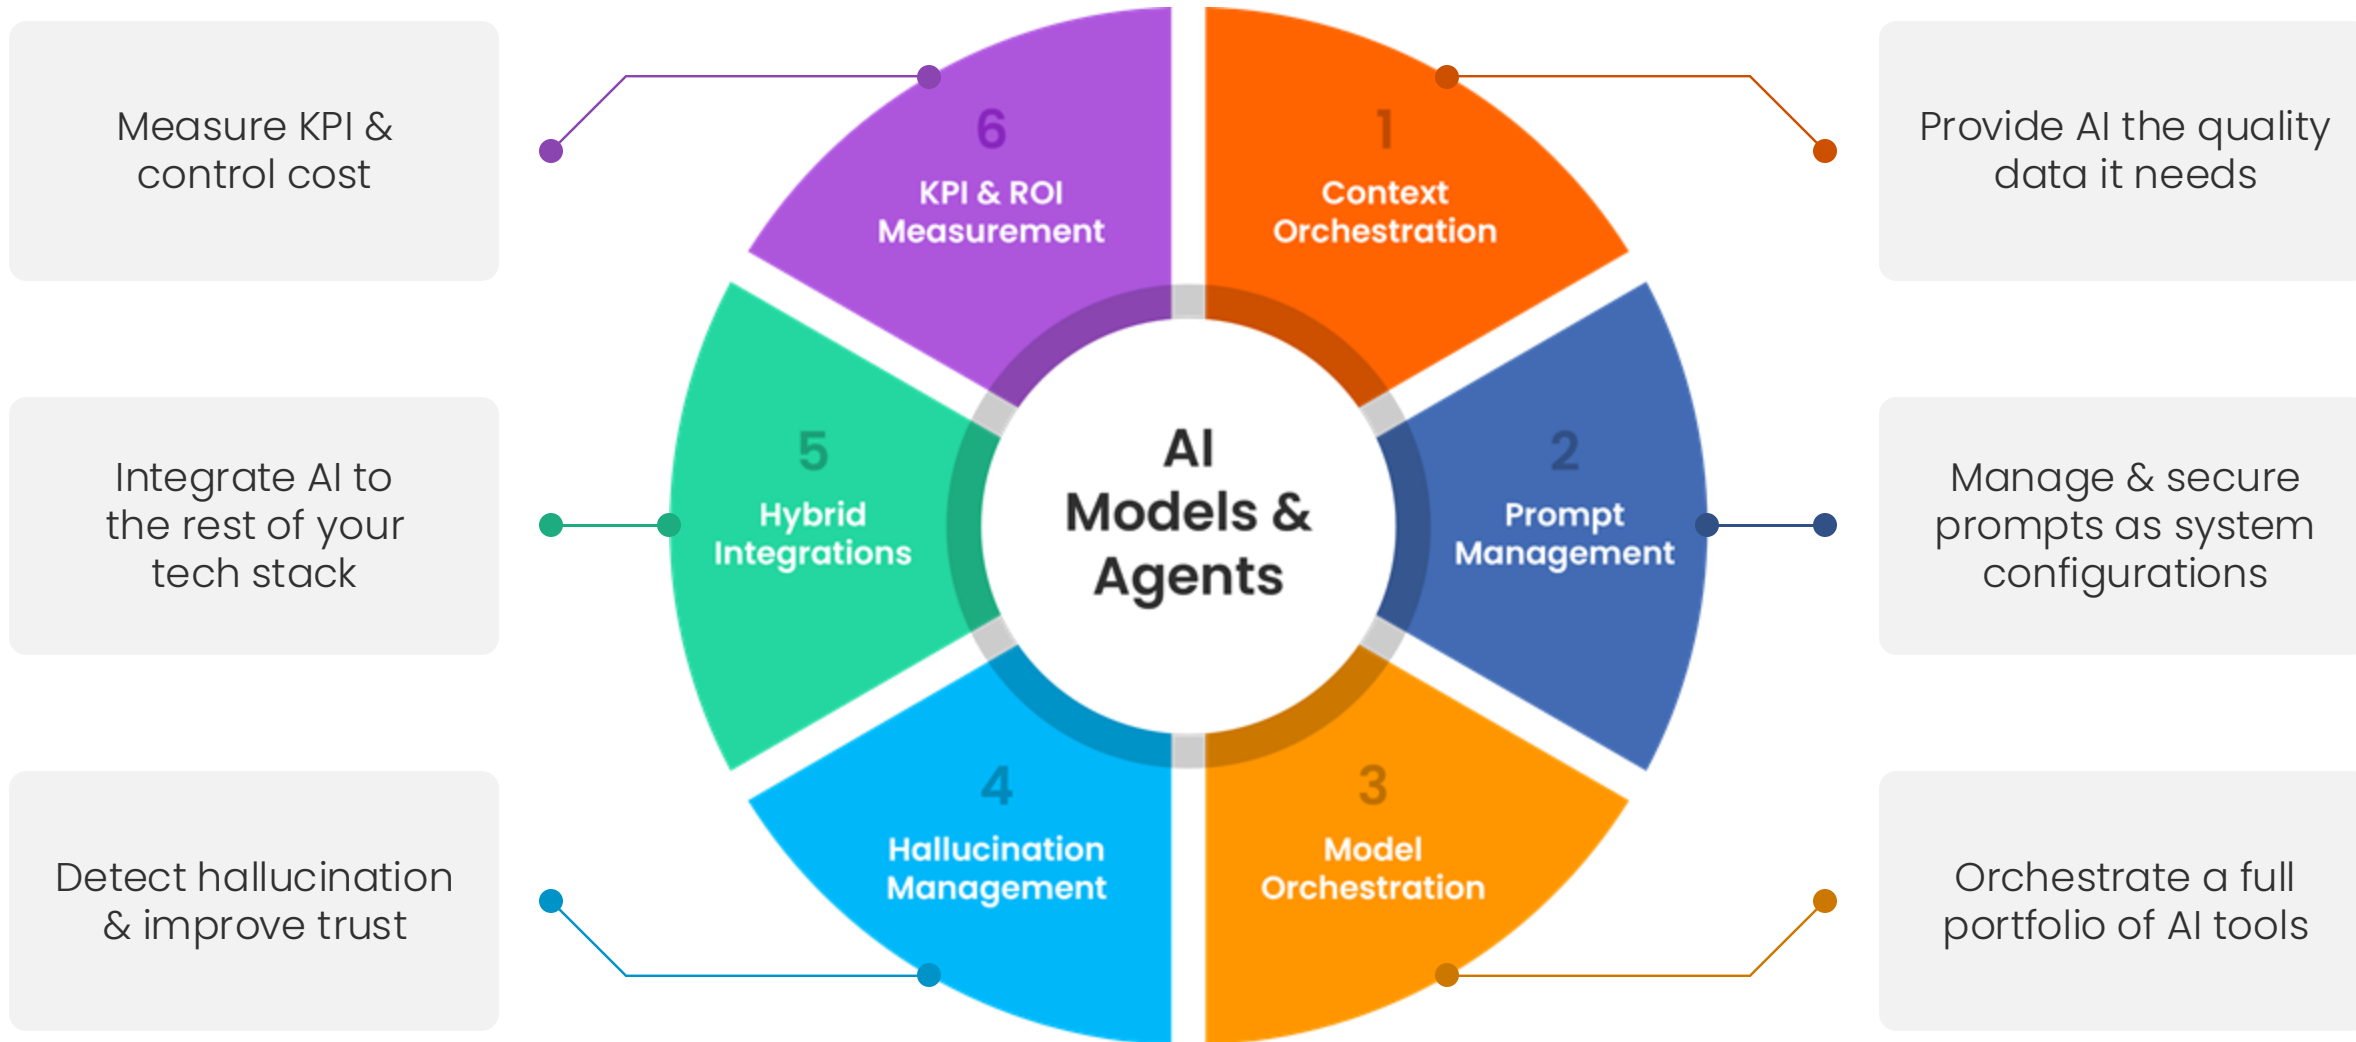 Measure KPI &
control cost
6
KPI & ROI
Measurement
1
Context
Orchestration
Provide AI the quality
data it needs
Integrate AI to
the rest of your
tech stack
5
Hybrid
Integrations
AI
Models &
Agents
2
Prompt
Management
Manage & secure
prompts as system
configurations
Detect hallucination
& improve trust
4
Hallucination
Management
3
Model
Orchestration
Orchestrate a full
portfolio of AI tools